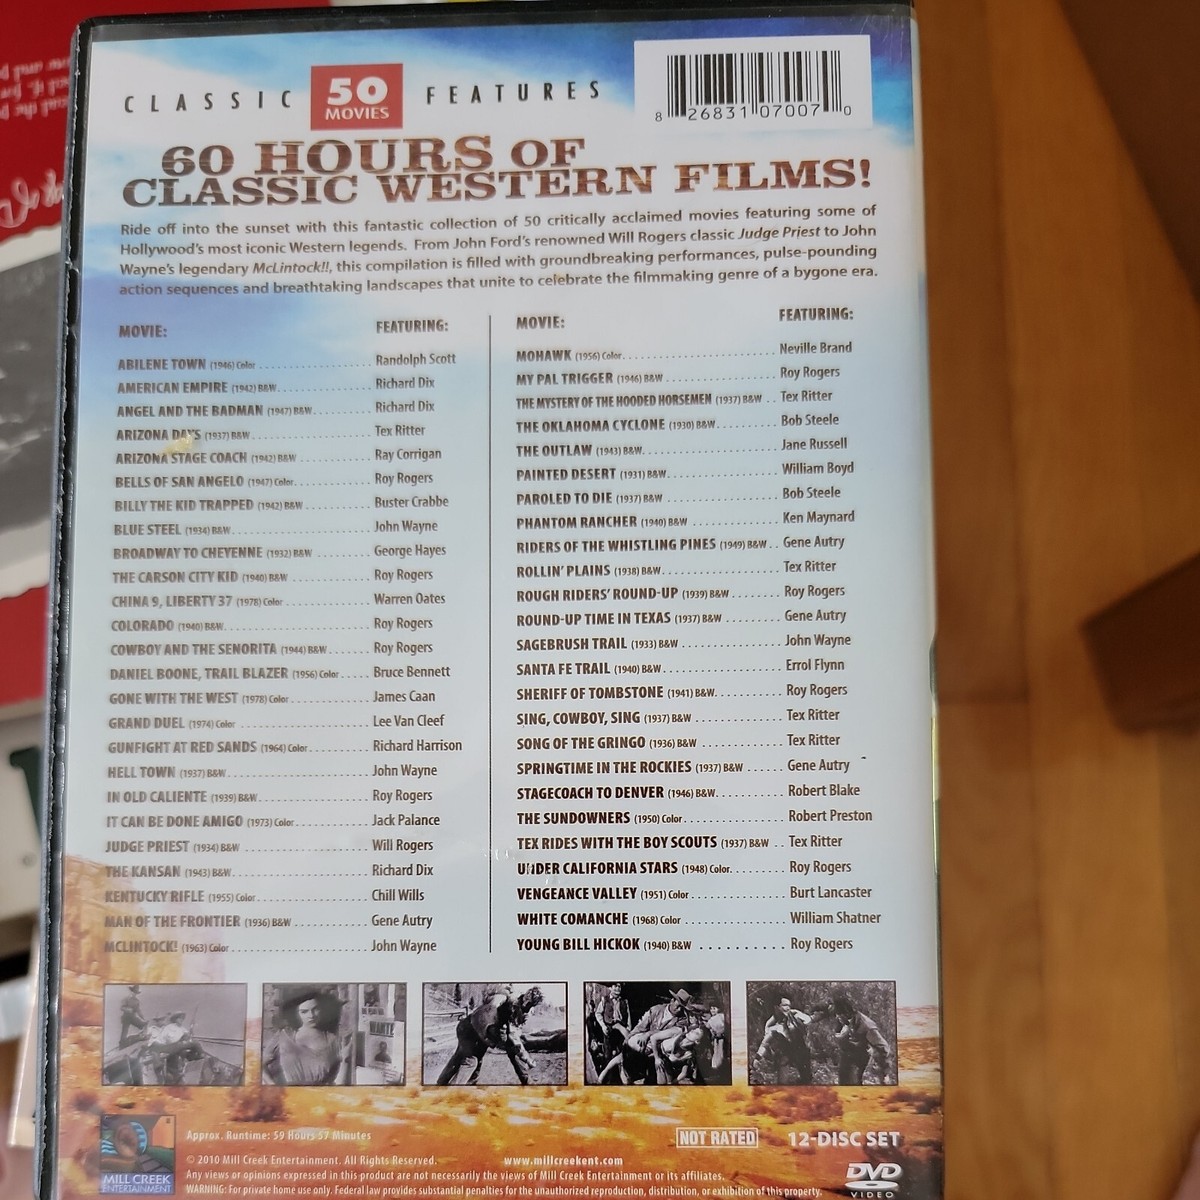 CLASSIC 50 MOVIES FEATURES
8 26831 07007 0
60 HOURS OF
CLASSIC WESTERN FILMS!
Ride off into the sunset with this fantastic collection of 50 critically acclaimed movies featuring some of
Hollywood's most iconic Western legends. From John Ford's renowned Will Rogers classic Judge Priest to John
Wayne's legendary McLintock!!, this compilation is filled with groundbreaking performances, pulse-pounding
action sequences and breathtaking landscapes that unite to celebrate the filmmaking genre of a bygone era.
MOVIE: FEATURING:
ABILENE TOWN (1946) Color Randolph Scott
AMERICAN EMPIRE (1942) B&W Richard Dix
ANGEL AND THE BADMAN (1947) B&W Richard Dix
ARIZONA DAYS (1937) B&W Tex Ritter
ARIZONA STAGE COACH (1942) B&W Ray Corrigan
BELLS OF SAN ANGELO (1947) Color Roy Rogers
BILLY THE KID TRAPPED (1942) B&W Buster Crabbe
BLUE STEEL (1934) B&W John Wayne
BROADWAY TO CHEYENNE (1932) B&W George Hayes
THE CARSON CITY KID (1940) B&W Roy Rogers
CHINA 9, LIBERTY 37 (1978) Color Warren Oates
COLORADO (1940) B&W Roy Rogers
COWBOY AND THE SENORITA (1944) B&W Roy Rogers
DANIEL BOONE, TRAIL BLAZER (1956) Color Bruce Bennett
GONE WITH THE WEST (1978) Color James Caan
GRAND DUEL (1974) Color Lee Van Cleef
GUNFIGHT AT RED SANDS (1964) Color Richard Harrison
HELL TOWN (1937) B&W John Wayne
IN OLD CALIENTE (1939) B&W Roy Rogers
IT CAN BE DONE AMIGO (1973) Color Jack Palance
JUDGE PRIEST (1934) B&W Will Rogers
THE KANSAN (1943) B&W Richard Dix
KENTUCKY RIFLE (1955) Color Chill Wills
MAN OF THE FRONTIER (1936) B&W Gene Autry
MCLINTOCK! (1963) Color John Wayne
MOVIE: FEATURING:
MOHAWK (1956) Color Neville Brand
MY PAL TRIGGER (1946) B&W Roy Rogers
THE MYSTERY OF THE HOODED HORSEMEN (1937) B&W Tex Ritter
THE OKLAHOMA CYCLONE (1930) B&W Bob Steele
THE OUTLAW (1943) B&W Jane Russell
PAINTED DESERT (1931) B&W William Boyd
PAROLED TO DIE (1937) B&W Bob Steele
PHANTOM RANCHER (1940) B&W Ken Maynard
RIDERS OF THE WHISTLING PINES (1949) B&W Gene Autry
ROLLIN' PLAINS (1938) B&W Tex Ritter
ROUGH RIDERS' ROUND-UP (1939) B&W Roy Rogers
ROUND-UP TIME IN TEXAS (1937) B&W Gene Autry
SAGEBRUSH TRAIL (1933) B&W John Wayne
SANTA FE TRAIL (1940) B&W Errol Flynn
SHERIFF OF TOMBSTONE (1941) B&W Roy Rogers
SING, COWBOY, SING (1937) B&W Tex Ritter
SONG OF THE GRINGO (1936) B&W Tex Ritter
SPRINGTIME IN THE ROCKIES (1937) B&W Gene Autry
STAGECOACH TO DENVER (1946) B&W Robert Blake
THE SUNDOWNERS (1950) Color Robert Preston
TEX RIDES WITH THE BOY SCOUTS (1937) B&W Tex Ritter
UNDER CALIFORNIA STARS (1948) Color Roy Rogers
VENGEANCE VALLEY (1951) Color Burt Lancaster
WHITE COMANCHE (1968) Color William Shatner
YOUNG BILL HICKOK (1940) B&W Roy Rogers
MILL CREEK
ENTERTAINMENT
Approx. Runtime: 59 Hours 57 Minutes
NOT RATED 12-DISC SET
© 2010 Mill Creek Entertainment. All Rights Reserved. www.millcreekent.com
Any views or opinions expressed in this program are not necessarily the views of Mill Creek Entertainment or its affiliates.
WARNING: For private home use only. Federal law provides substantial penalties for the unauthorized reproduction, distribution, or exhibition of this property.
DVD
VIDEO